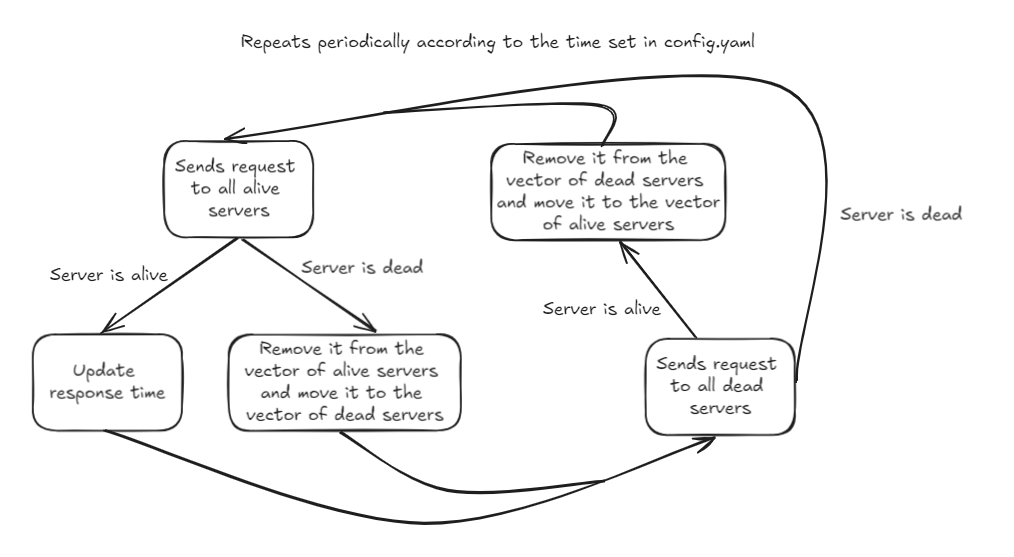 Repeats periodically according to the time set in config.yaml
Sends request
to all alive
servers
Remove it from the
vector of dead servers
and move it to the vector
of alive servers
Server is dead
Server is alive
Server is dead
Server is alive
Update
response time
Remove it from the
vector of alive servers
and move it to the
vector of dead servers
Sends request
to all dead
servers